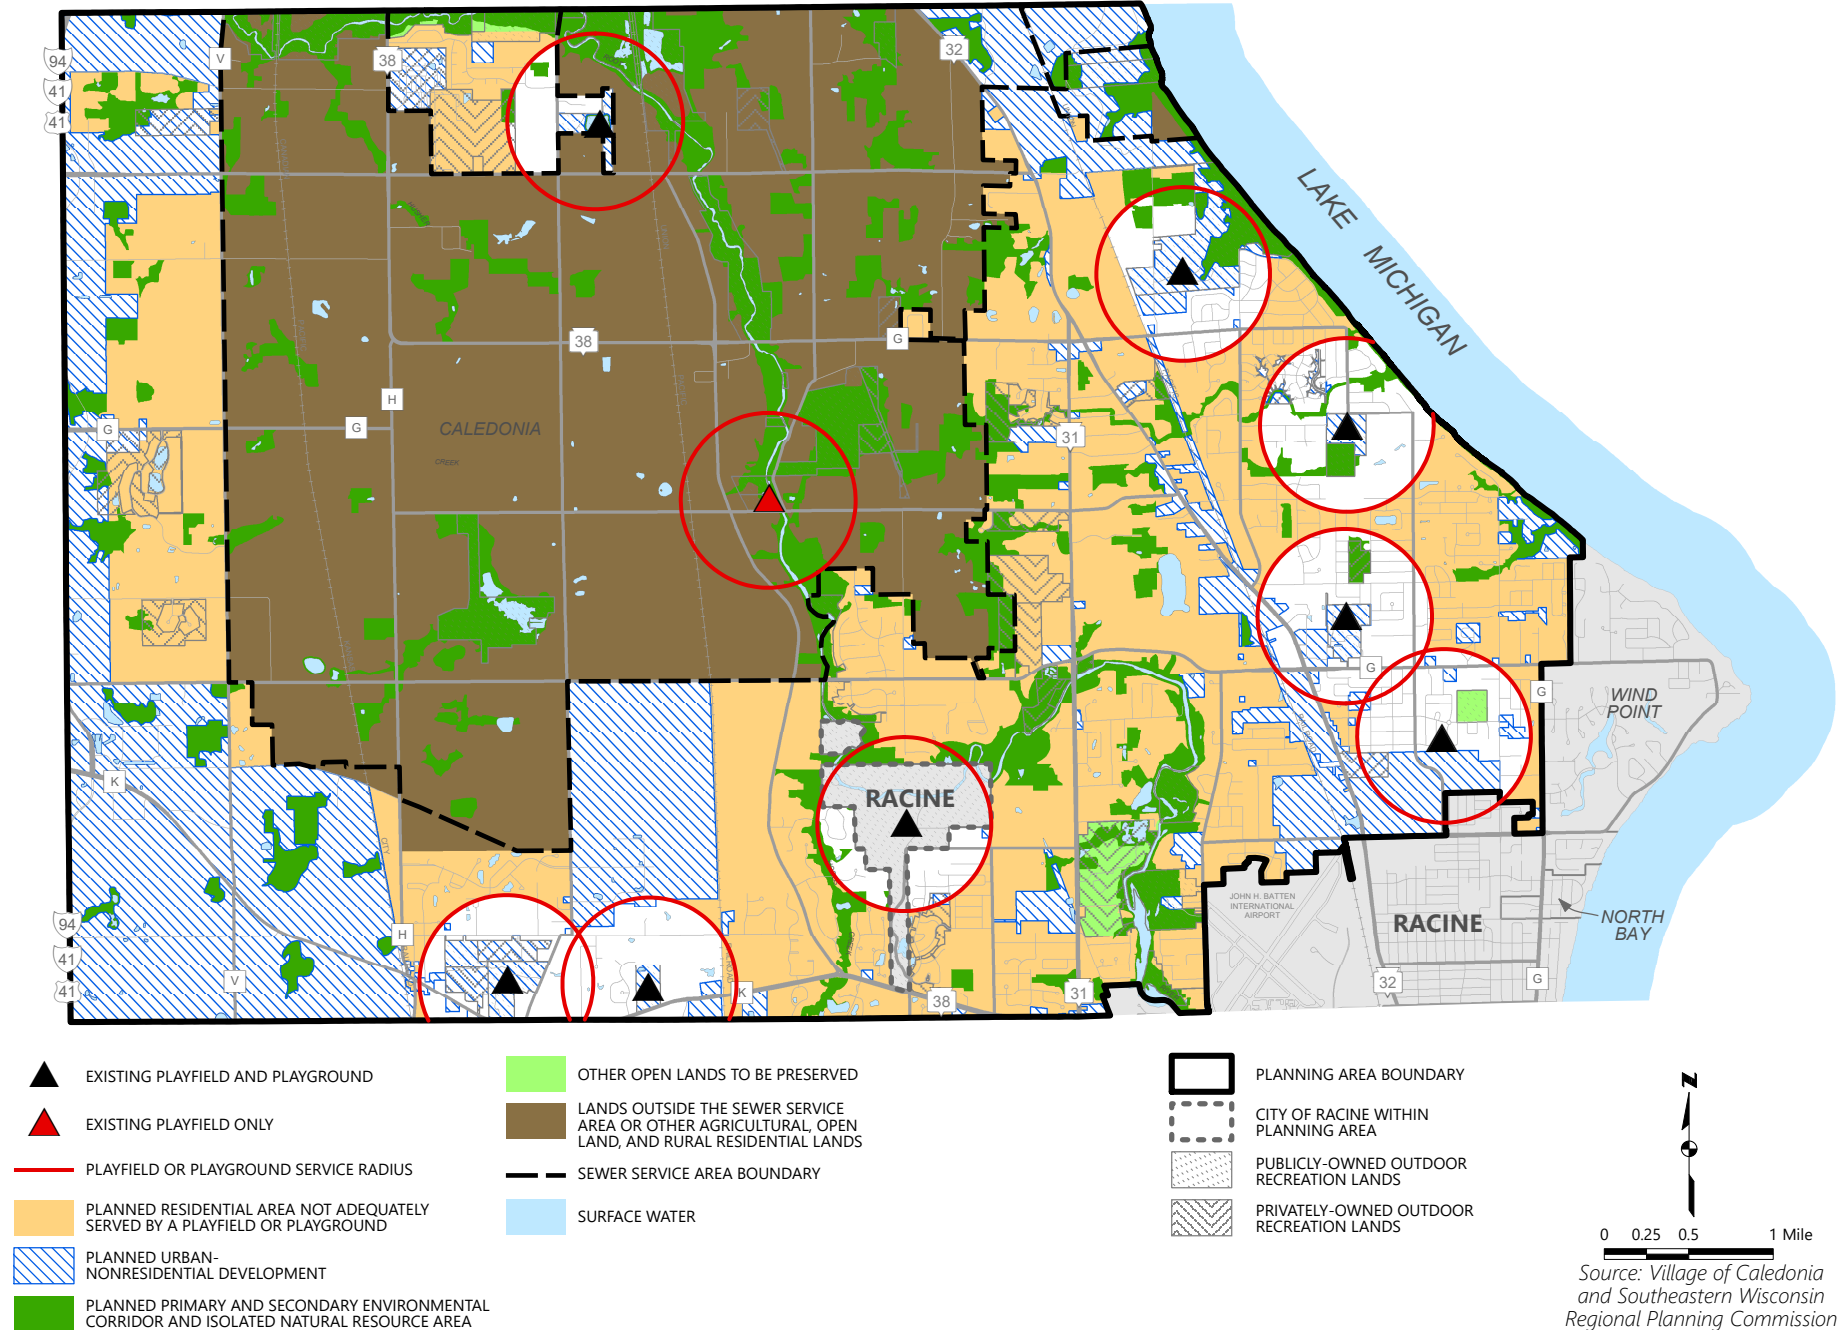 94
41
41
V
38
32
LAKE
MICHIGAN
38
G
H
G
G
CALEDONIA
CREEK
31
G
G
WIND
POINT
K
RACINE
JOHN H. BATTEN
INTERNATIONAL
AIRPORT
RACINE
NORTH
BAY
94
41
41
H
V
K
38
31
32
G
EXISTING PLAYFIELD AND PLAYGROUND
EXISTING PLAYFIELD ONLY
PLAYFIELD OR PLAYGROUND SERVICE RADIUS
PLANNED RESIDENTIAL AREA NOT ADEQUATELY
SERVED BY A PLAYFIELD OR PLAYGROUND
PLANNED URBAN-
NONRESIDENTIAL DEVELOPMENT
PLANNED PRIMARY AND SECONDARY ENVIRONMENTAL
CORRIDOR AND ISOLATED NATURAL RESOURCE AREA
OTHER OPEN LANDS TO BE PRESERVED
LANDS OUTSIDE THE SEWER SERVICE
AREA OR OTHER AGRICULTURAL, OPEN
LAND, AND RURAL RESIDENTIAL LANDS
SEWER SERVICE AREA BOUNDARY
SURFACE WATER
PLANNING AREA BOUNDARY
CITY OF RACINE WITHIN
PLANNING AREA
PUBLICLY-OWNED OUTDOOR
RECREATION LANDS
PRIVATELY-OWNED OUTDOOR
RECREATION LANDS
N
0 0.25 0.5 1 Mile
Source: Village of Caledonia
and Southeastern Wisconsin
Regional Planning Commission